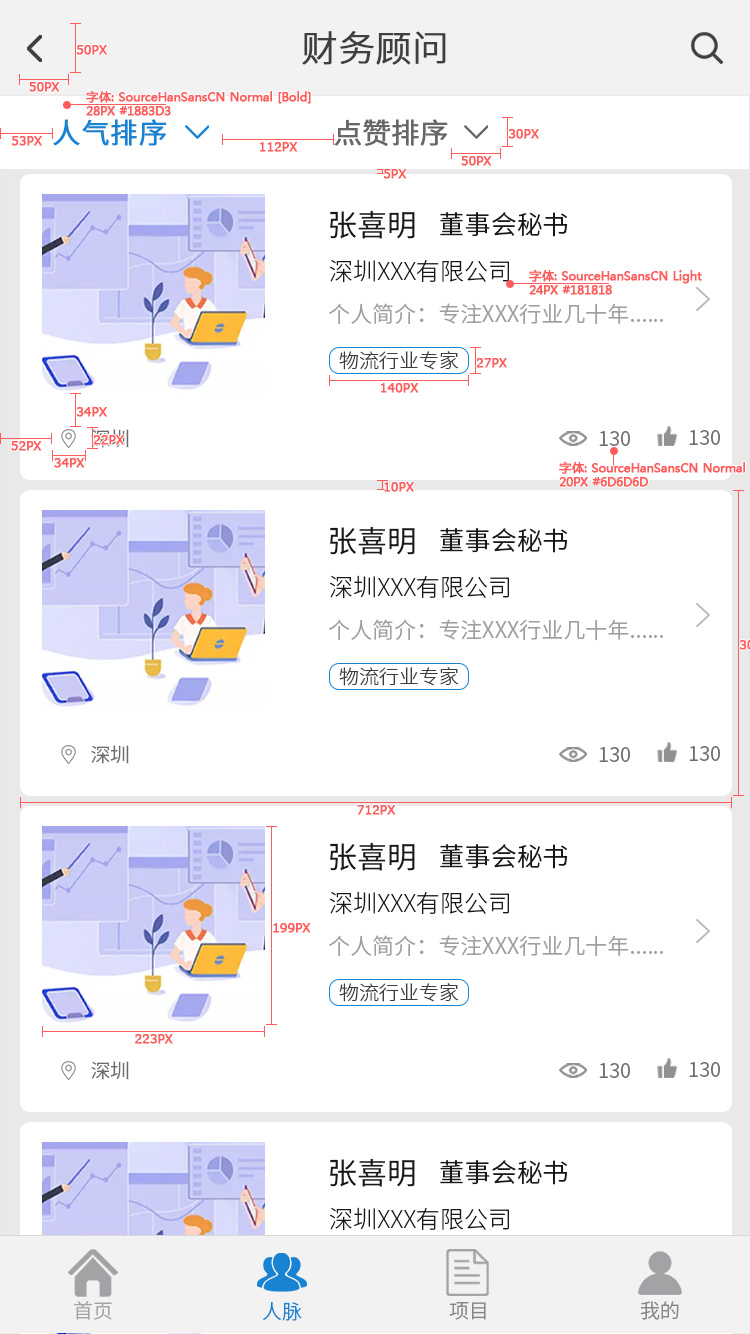 财务顾问
50PX
50PX
字体: SourceHanSansCN Normal [Bold]
28PX #1883D3
53PX
人气排序
112PX
点赞排序
30PX
50PX
5PX
张喜明 董事会秘书
深圳XXX有限公司
字体: SourceHanSansCN Light
24PX #181818
个人简介：专注XXX行业几十年......
物流行业专家
27PX
140PX
34PX
52PX
深圳
22PX
34PX
130
130
字体: SourceHanSansCN Normal
20PX #6D6D6D
10PX
张喜明 董事会秘书
深圳XXX有限公司
个人简介：专注XXX行业几十年......
30
物流行业专家
深圳
130
130
712PX
张喜明 董事会秘书
深圳XXX有限公司
199PX
个人简介：专注XXX行业几十年......
物流行业专家
223PX
深圳
130
130
张喜明 董事会秘书
深圳XXX有限公司
首页
人脉
项目
我的